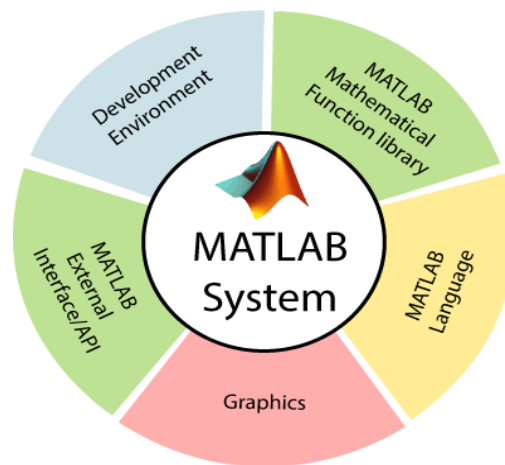 Development
Environment
MATLAB
Mathematical
Function library
MATLAB
External
Interface/API
MATLAB
System
MATLAB
Language
Graphics